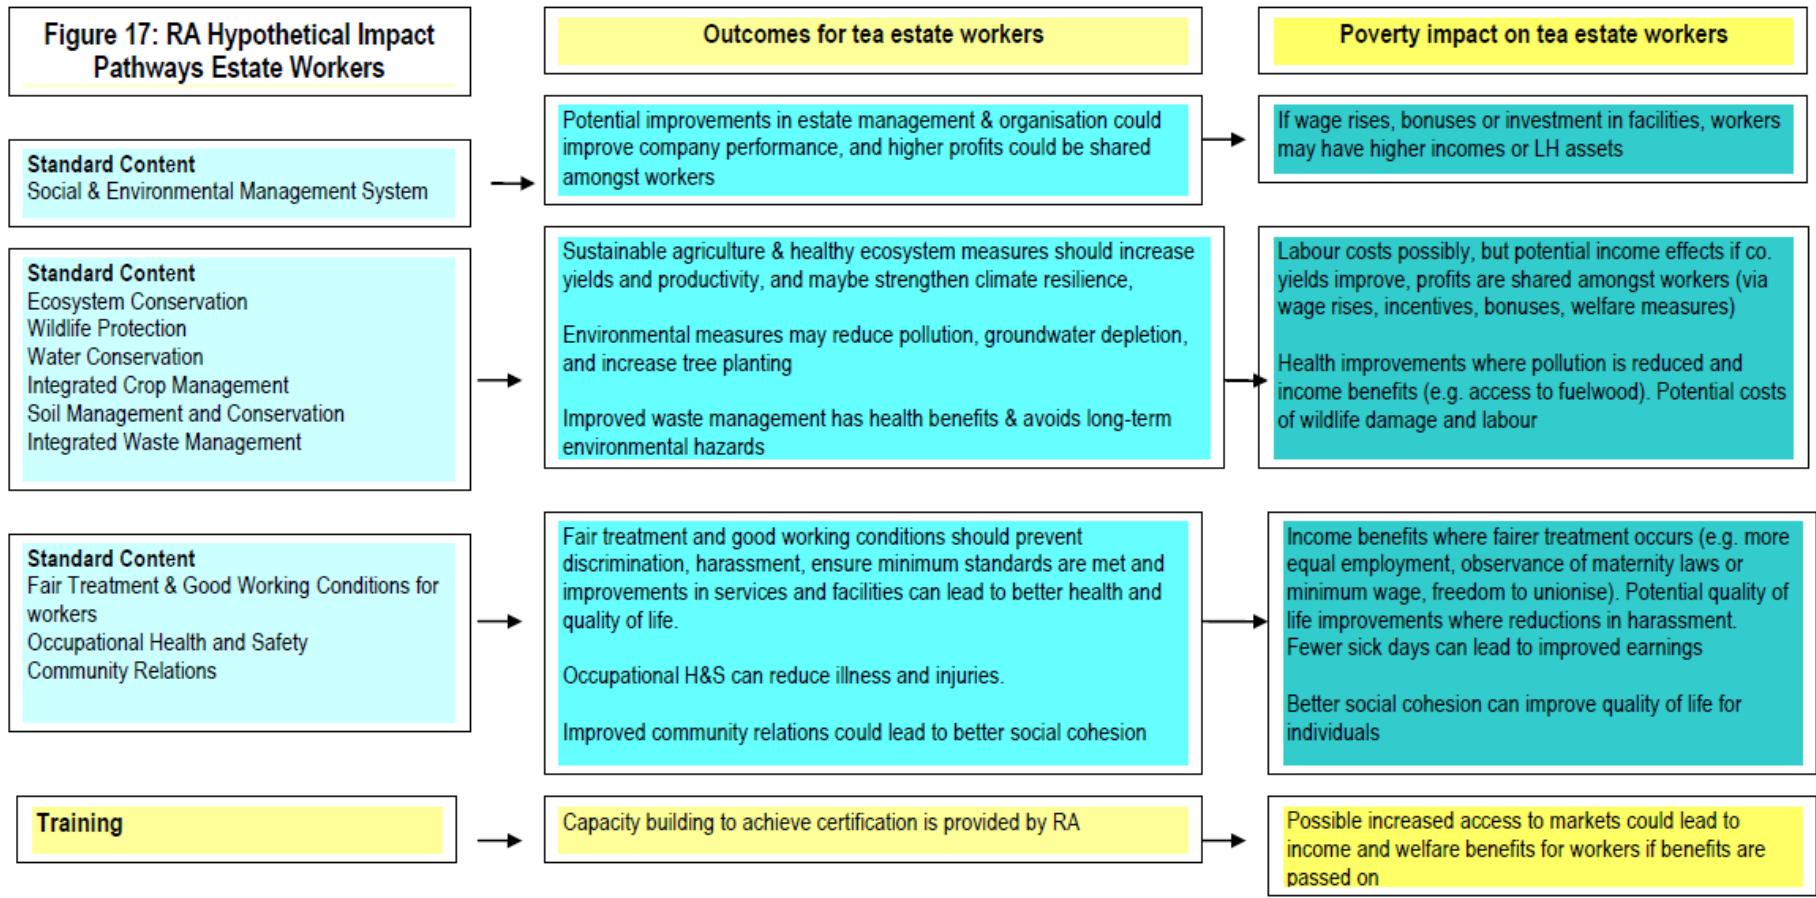 Figure 17: RA Hypothetical Impact
Pathways Estate Workers
Outcomes for tea estate workers
Poverty impact on tea estate workers
Standard Content
Social & Environmental Management System
Potential improvements in estate management & organisation could
improve company performance, and higher profits could be shared
amongst workers
If wage rises, bonuses or investment in facilities, workers
may have higher incomes or LH assets
Standard Content
Ecosystem Conservation
Wildlife Protection
Water Conservation
Integrated Crop Management
Soil Management and Conservation
Integrated Waste Management
Sustainable agriculture & healthy ecosystem measures should increase
yields and productivity, and maybe strengthen climate resilience,
Environmental measures may reduce pollution, groundwater depletion,
and increase tree planting
Improved waste management has health benefits & avoids long-term
environmental hazards
Labour costs possibly, but potential income effects if co.
yields improve, profits are shared amongst workers (via
wage rises, incentives, bonuses, welfare measures)
Health improvements where pollution is reduced and
income benefits (e.g. access to fuelwood). Potential costs
of wildlife damage and labour
Standard Content
Fair Treatment & Good Working Conditions for
workers
Occupational Health and Safety
Community Relations
Fair treatment and good working conditions should prevent
discrimination, harassment, ensure minimum standards are met and
improvements in services and facilities can lead to better health and
quality of life.
Occupational H&S can reduce illness and injuries.
Improved community relations could lead to better social cohesion
Income benefits where fairer treatment occurs (e.g. more
equal employment, observance of maternity laws or
minimum wage, freedom to unionise). Potential quality of
life improvements where reductions in harassment.
Fewer sick days can lead to improved earnings
Better social cohesion can improve quality of life for
individuals
Training
Capacity building to achieve certification is provided by RA
Possible increased access to markets could lead to
income and welfare benefits for workers if benefits are
passed on